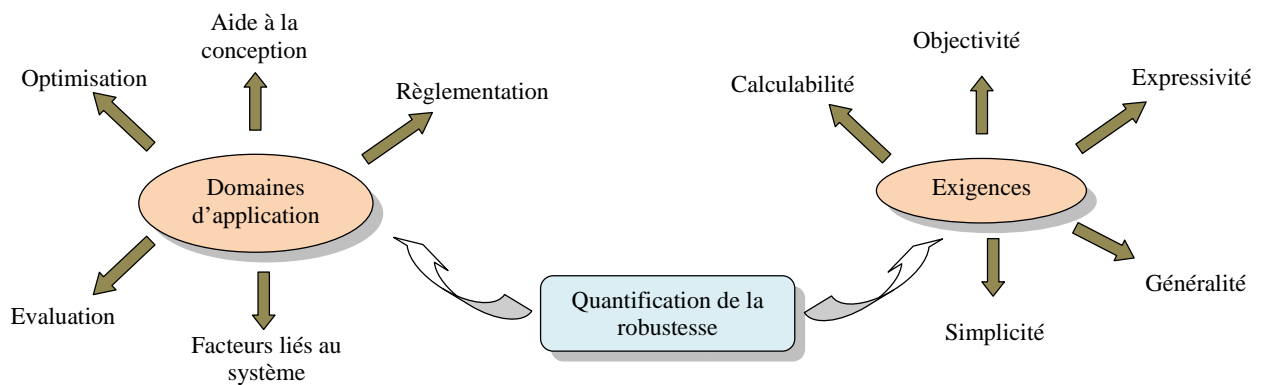 Aide à la
conception
Optimisation
Règlementation
Domaines
d’application
Evaluation
Facteurs liés au
système
Quantification de la
robustesse
Objectivité
Calculabilité
Expressivité
Exigences
Généralité
Simplicité